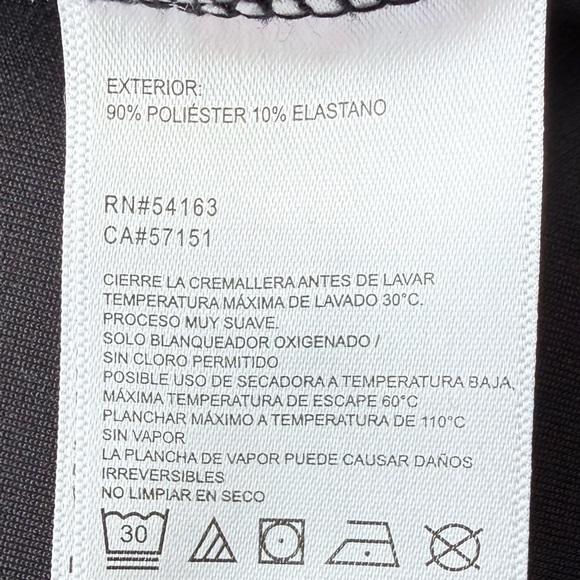 EXTERIOR:
90% POLIÉSTER 10% ELASTANO
RN#54163
CA#57151
CIERRE LA CREMALLERA ANTES DE LAVAR
TEMPERATURA MÁXIMA DE LAVADO 30°C.
PROCESO MUY SUAVE.
SOLO BLANQUEADOR OXIGENADO /
SIN CLORO PERMITIDO
POSIBLE USO DE SECADORA A TEMPERATURA BAJA,
MÁXIMA TEMPERATURA DE ESCAPE 60°C
PLANCHAR MÁXIMO A TEMPERATURA DE 110°C
SIN VAPOR
LA PLANCHA DE VAPOR PUEDE CAUSAR DAÑOS
IRREVERSIBLES
NO LIMPIAR EN SECO
30